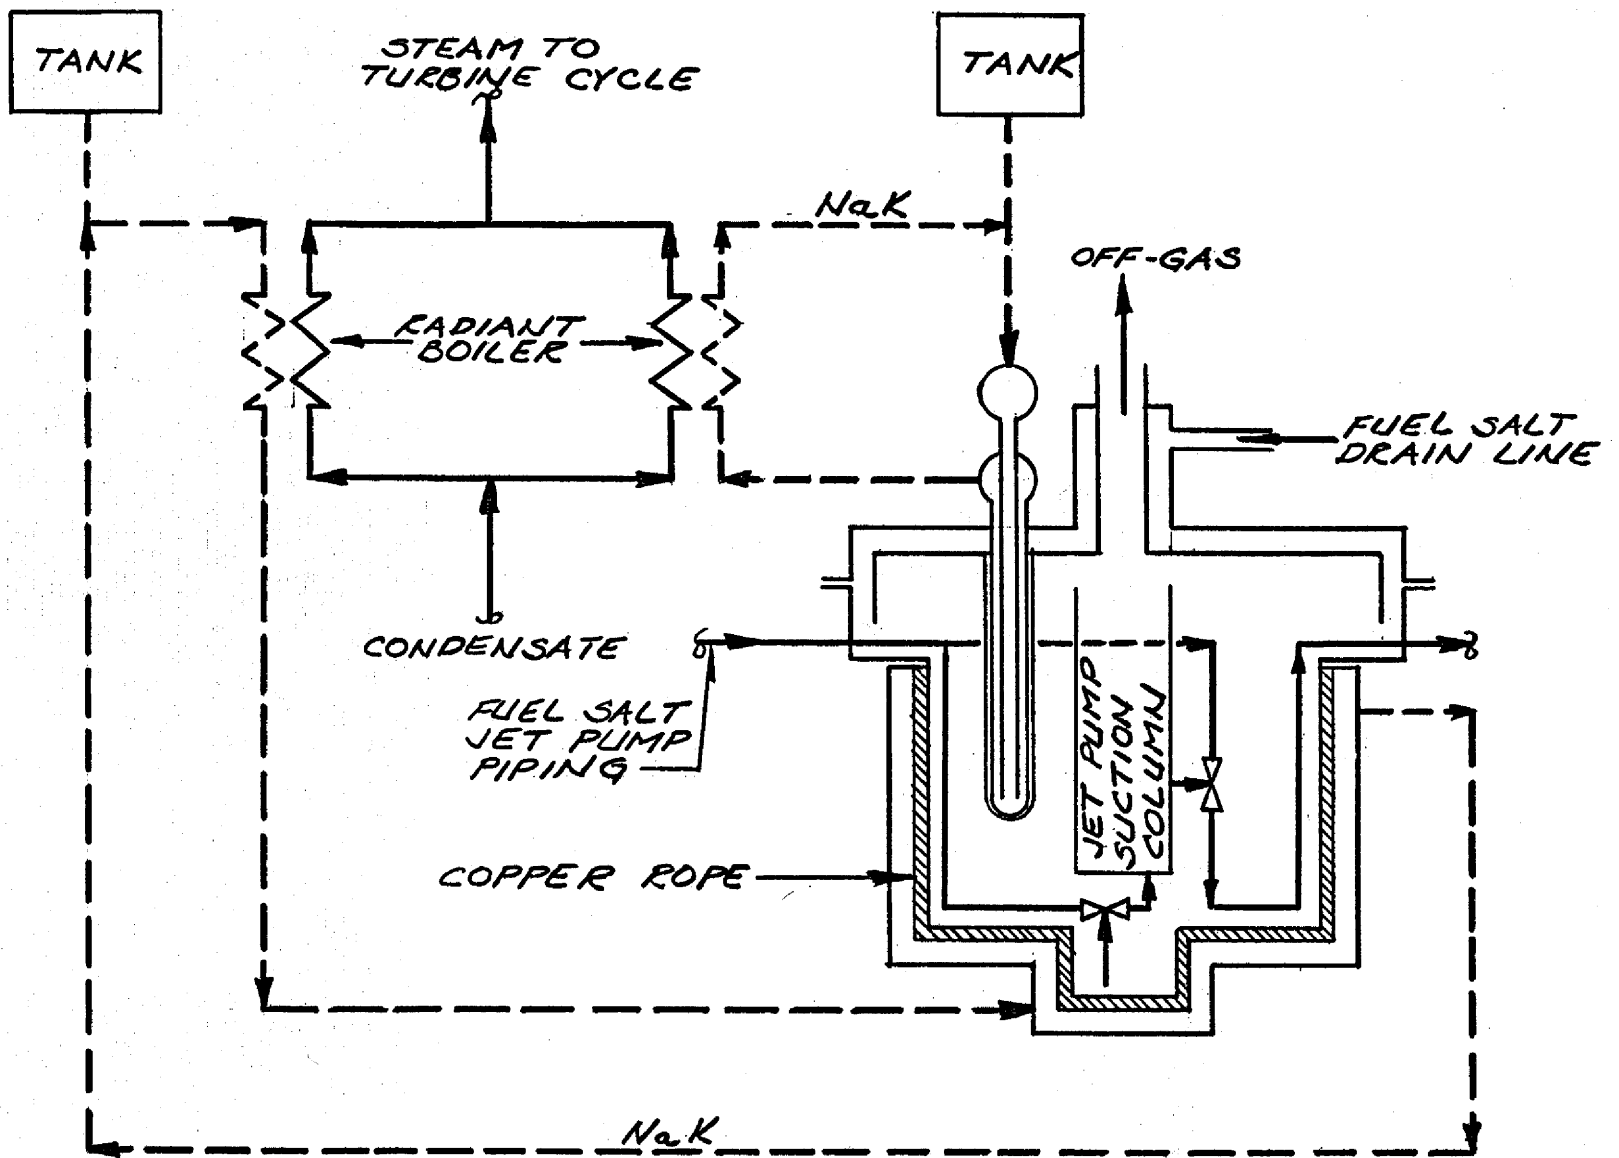 TANK
STEAM TO
TURBINE CYCLE
TANK
NaK
OFF-GAS
RADIANT
BOILER
FUEL SALT
DRAIN LINE
CONDENSATE
FUEL SALT
JET PUMP
PIPING
JET PUMP
SUCTION
COLUMN
COPPER ROPE
NaK